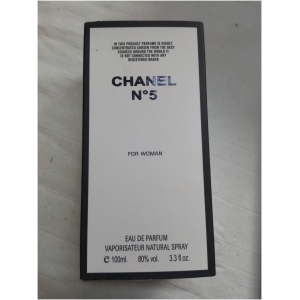 IN THIS PRODUCT PERFUME IS HIGHLY
CONCENTRATED CHOSEN FROM THE BEST
SOURCES AROUND THE WORLD IT
IS NOT CONNECTED WITH ANY
REGISTERED BRAND
CHANEL
N°5
FOR WOMAN
EAU DE PARFUM
VAPORISATEUR NATURAL SPRAY
e 100ml. 80% vol. 3.3 fl.oz.